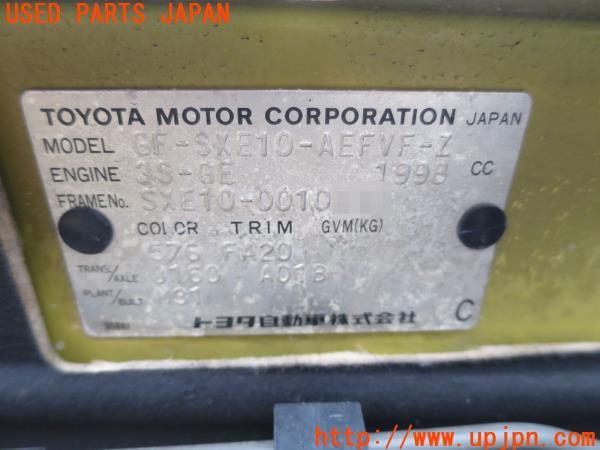 USED PARTS JAPAN
TOYOTA MOTOR CORPORATION JAPAN
MODEL GF-SXE10-AEFVF-Z
ENGINE 3S-GE 1998 CC
FRAME No. SXE10-0010
COLOR TRIM GVM(KG)
576 FA20
TRANS/AXLE J160 A01B
PLANT/BUILT M31
トヨタ自動車株式会社 C
http://www.upjpn.com